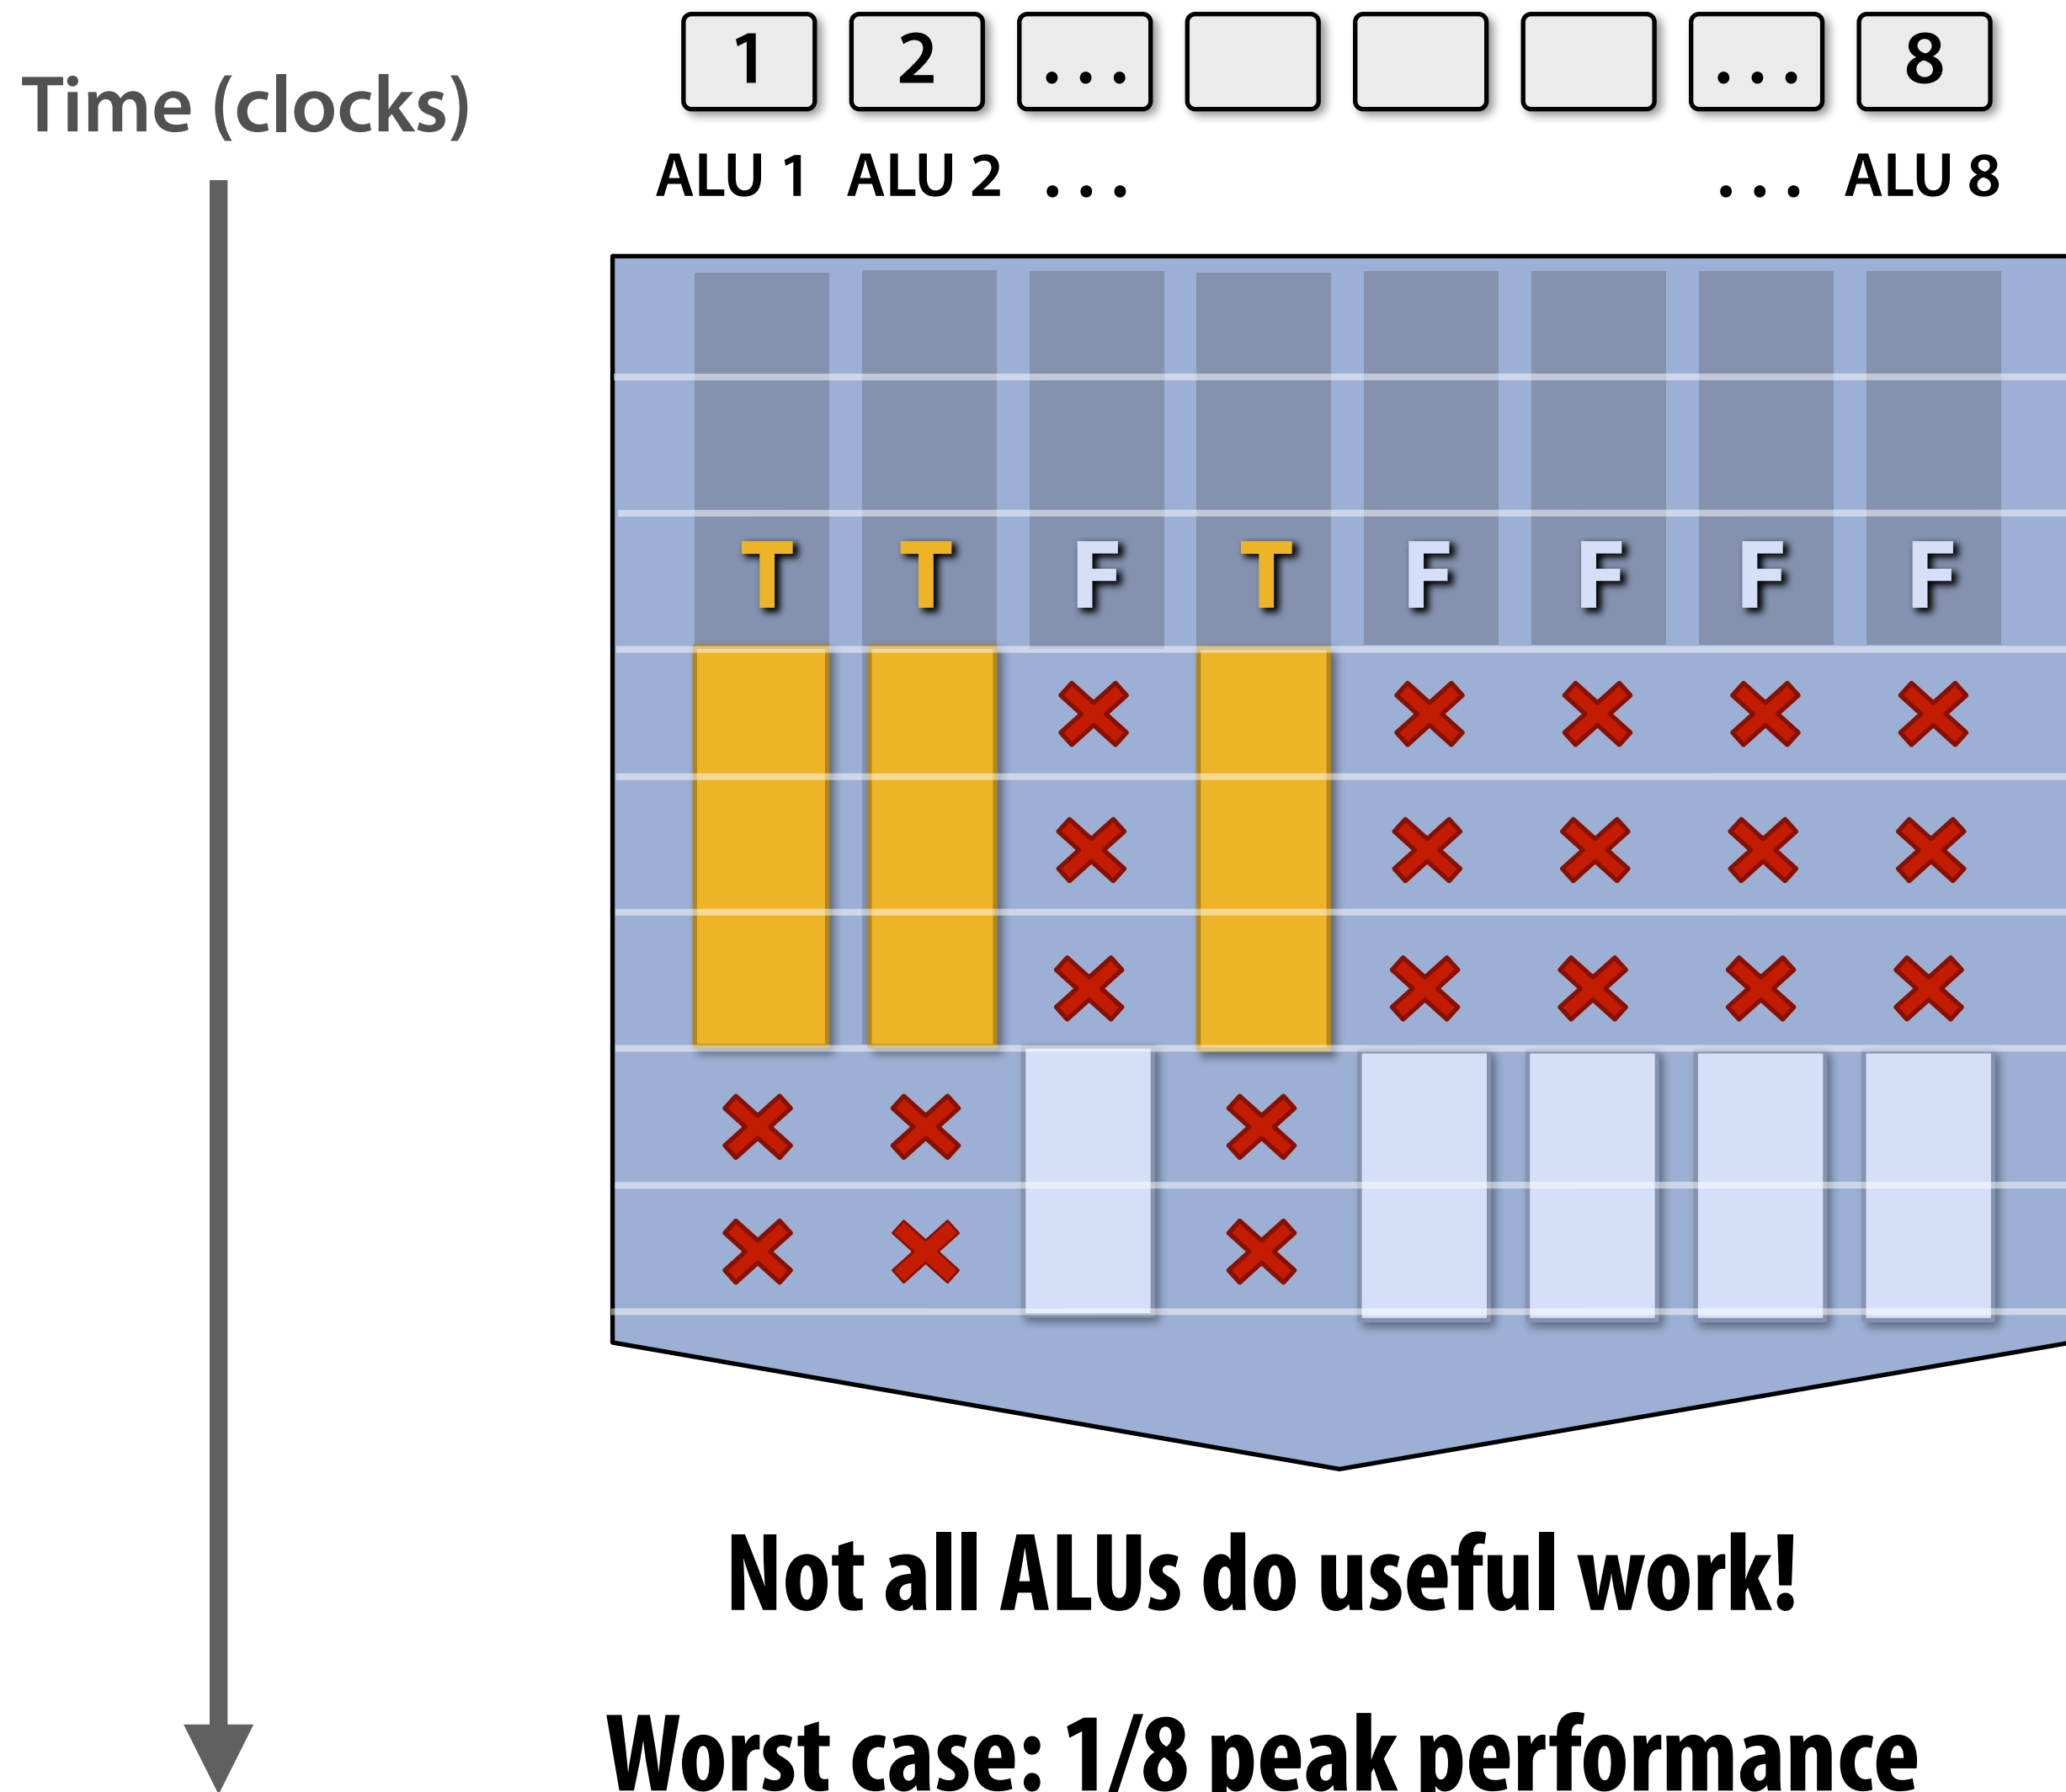 1 2 ... ... 8
Time (clocks)
ALU 1 ALU 2 ... ... ALU 8
T T F T F F F F
Not all ALUs do useful work!
Worst case: 1/8 peak performance